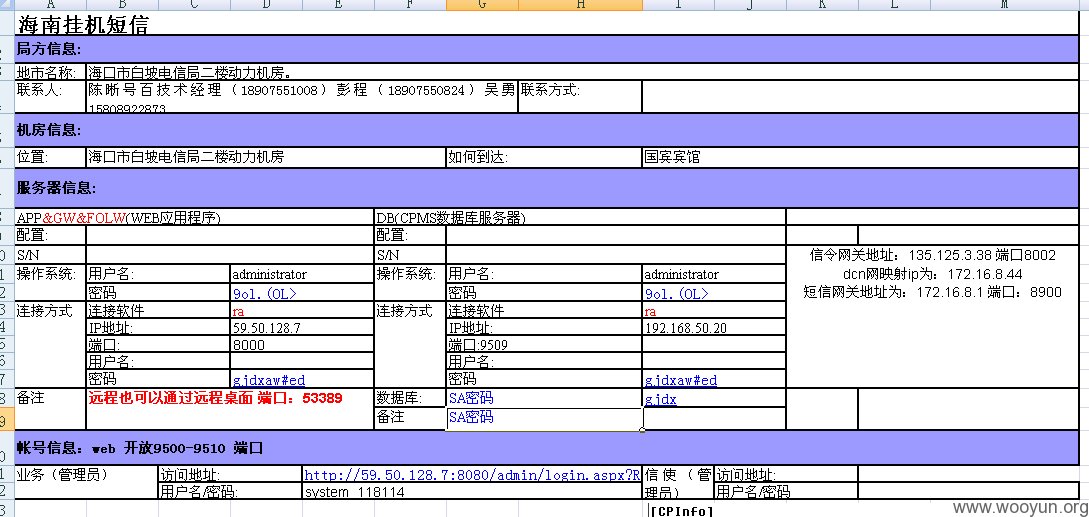 A B C D E F G H I J K L M
海南挂机短信
局方信息:
地市名称: 海口市白坡电信局二楼动力机房。
联系人: 陈晰号百技术经理（18907551008）彭程（18907550824）吴勇 联系方式:
15808922873
机房信息:
位置: 海口市白坡电信局二楼动力机房 如何到达: 国宾宾馆
服务器信息:
APP&GW&FOLW(WEB应用程序) DB(CPMS数据库服务器)
配置: 配置:
S/N S/N 信令网关地址：135.125.3.38 端口8002
操作系统: 用户名: administrator 操作系统: 用户名: administrator dcn网映射ip为：172.16.8.44
密码 9ol.(OL> 密码 9ol.(OL> 短信网关地址为：172.16.8.1 端口：8900
连接方式 连接软件 ra 连接方式 连接软件 ra
IP地址: 59.50.128.7 IP地址: 192.168.50.20
端口: 8000 端口:9509
用户名: 用户名:
密码 gjdxaw#ed 密码 gjdxaw#ed
备注 远程也可以通过远程桌面 端口：53389 数据库: SA密码 gjdx
备注 SA密码
帐号信息：web 开放9500-9510 端口
业务（管理员） 访问地址: http://59.50.128.7:8080/admin/login.aspx?R 信使（管 访问地址:
用户名/密码: system 118114 理员） 用户名/密码
[CPInfo]
www.wooyun.org